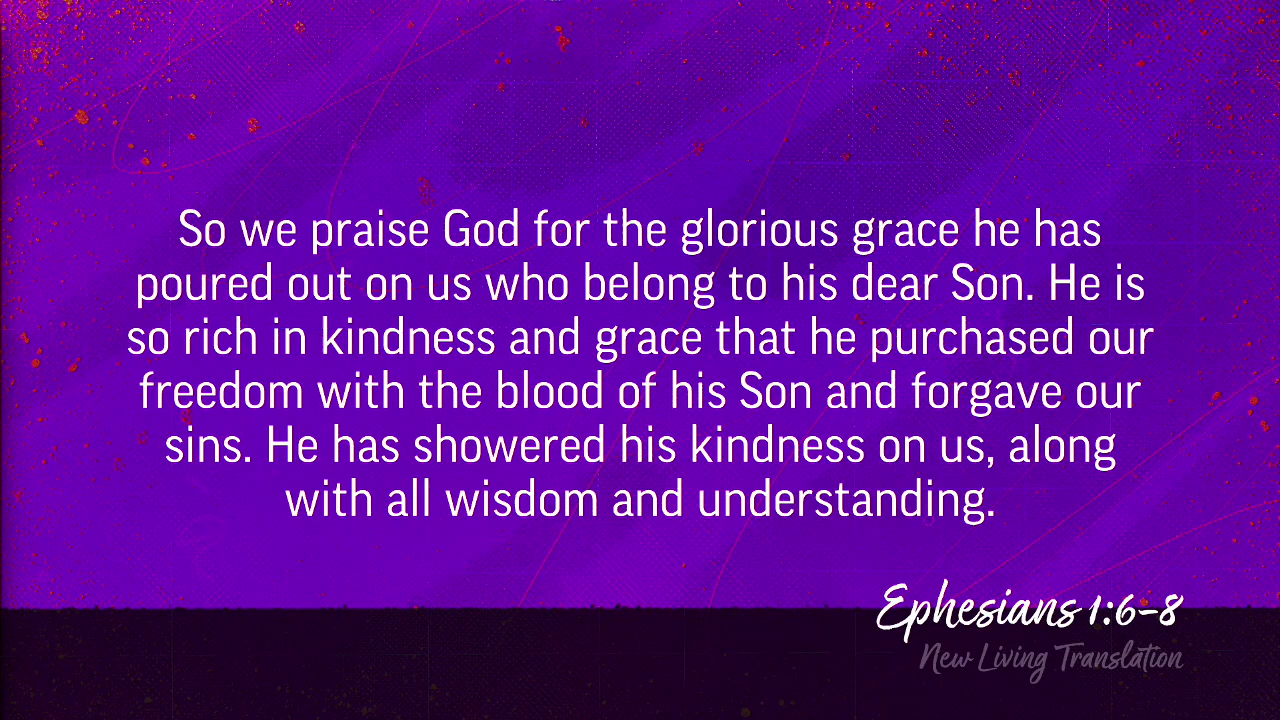 So we praise God for the glorious grace he has
poured out on us who belong to his dear Son. He is
so rich in kindness and grace that he purchased our
freedom with the blood of his Son and forgave our
sins. He has showered his kindness on us, along
with all wisdom and understanding.
Ephesians 1:6–8
New Living Translation